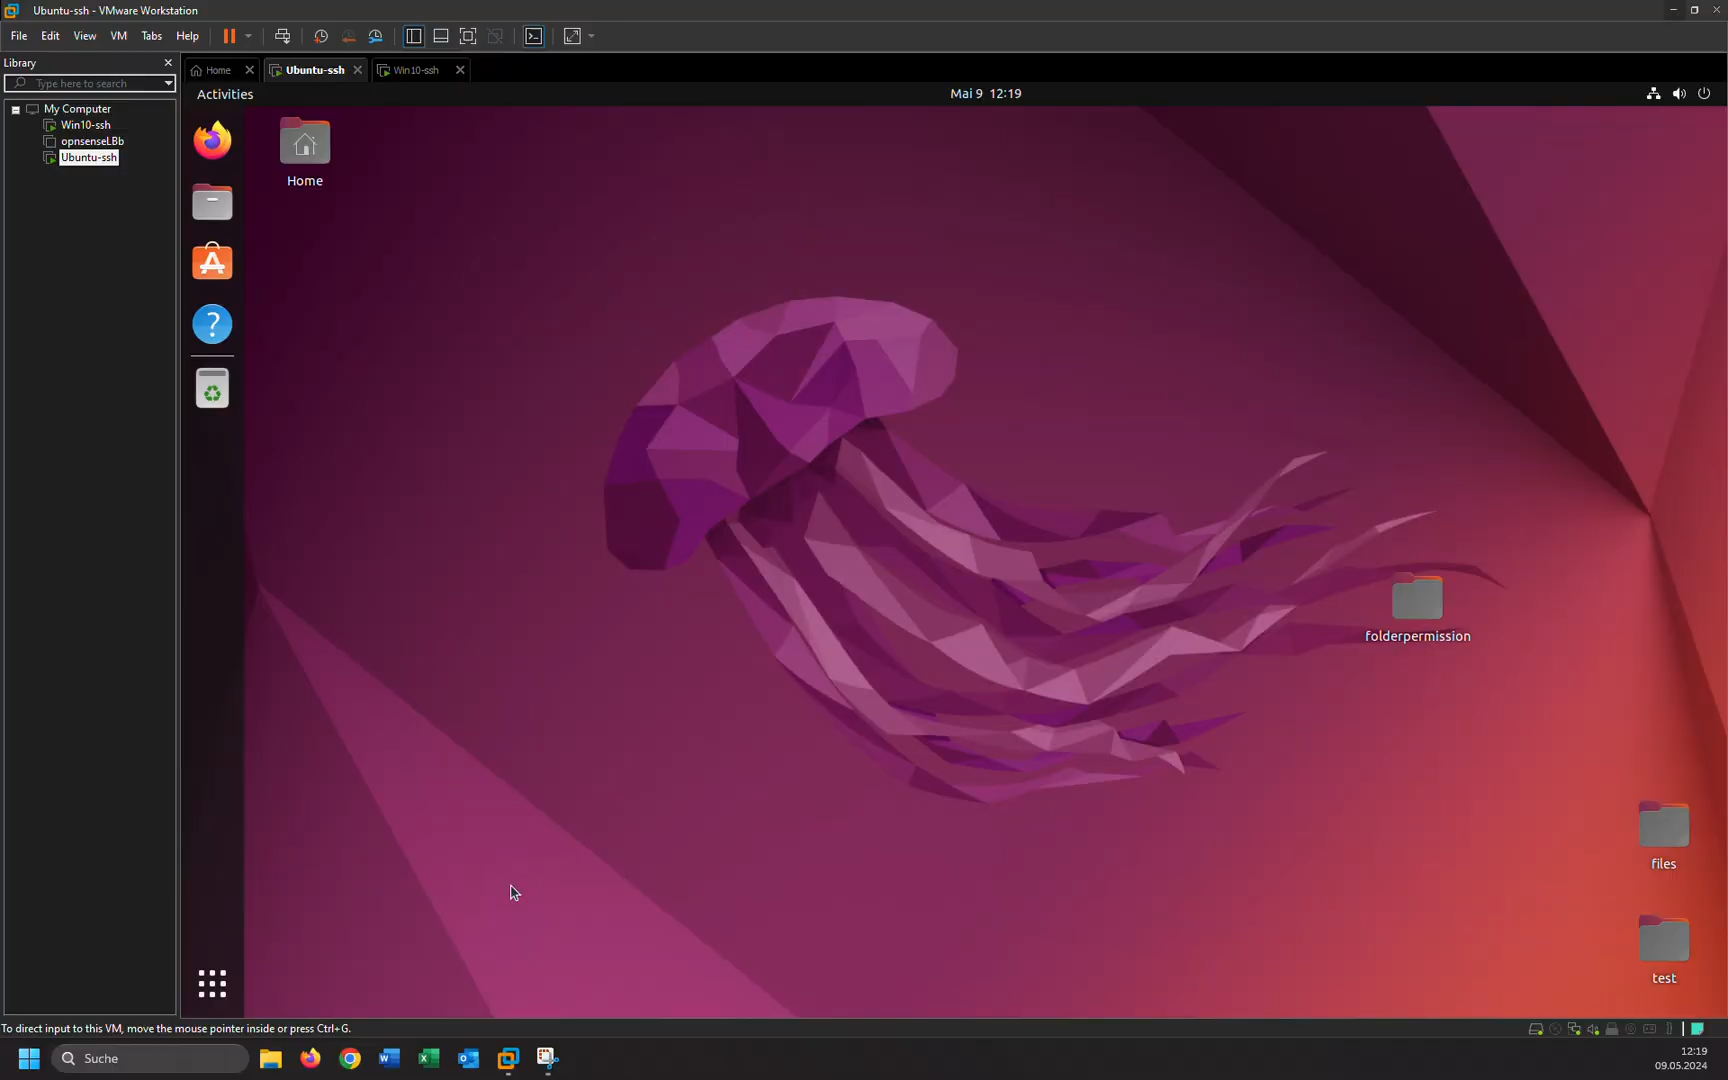 Ubuntu-ssh - VMware Workstation
File Edit View VM Tabs Help
Library
Type here to search
My Computer
Win10-ssh
opnsenseLBb
Ubuntu-ssh
Home
Ubuntu-ssh
Win10-ssh
Activities
Mai 9 12:19
Home
folderpermission
files
test
To direct input to this VM, move the mouse pointer inside or press Ctrl+G.
Suche
12:19
09.05.2024